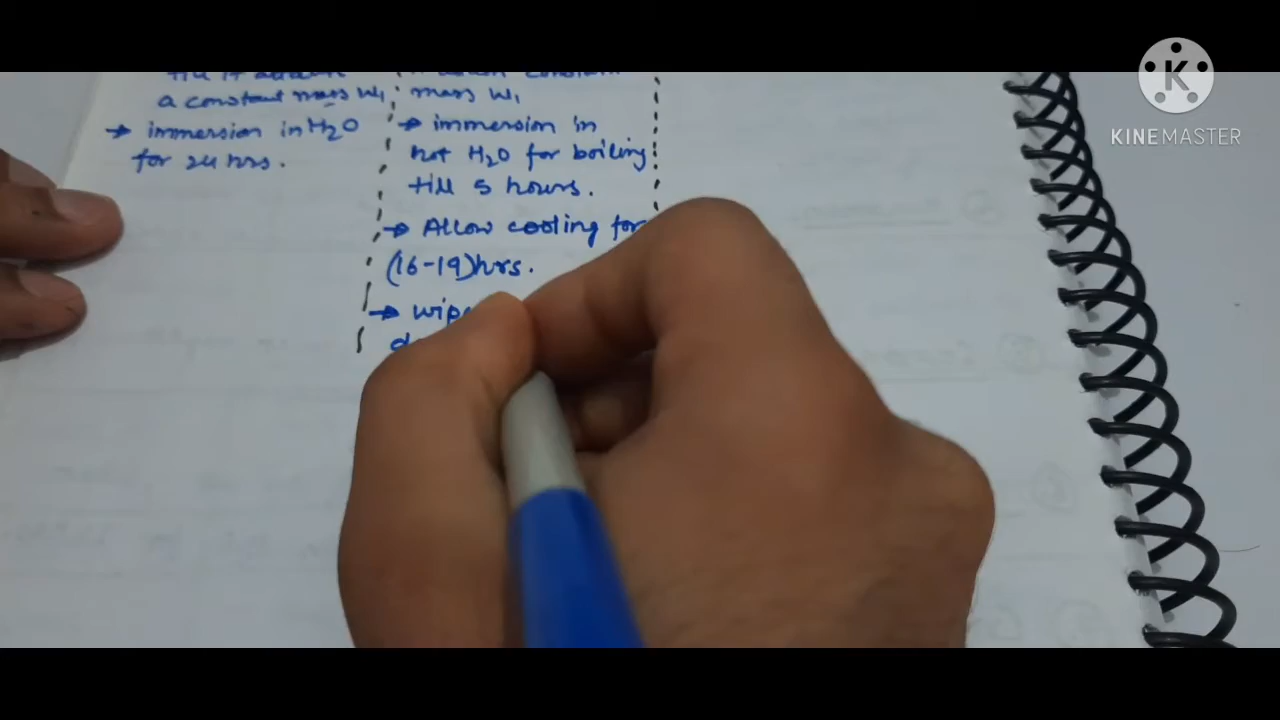 a constant mass W1
→ immersion in H2O
for 24 hrs.
constant
mass W1
→ immersion in
hot H2O for boiling
till 5 hours.
→ Allow cooling for
(16-19)hrs.
→
K
KINEMASTER